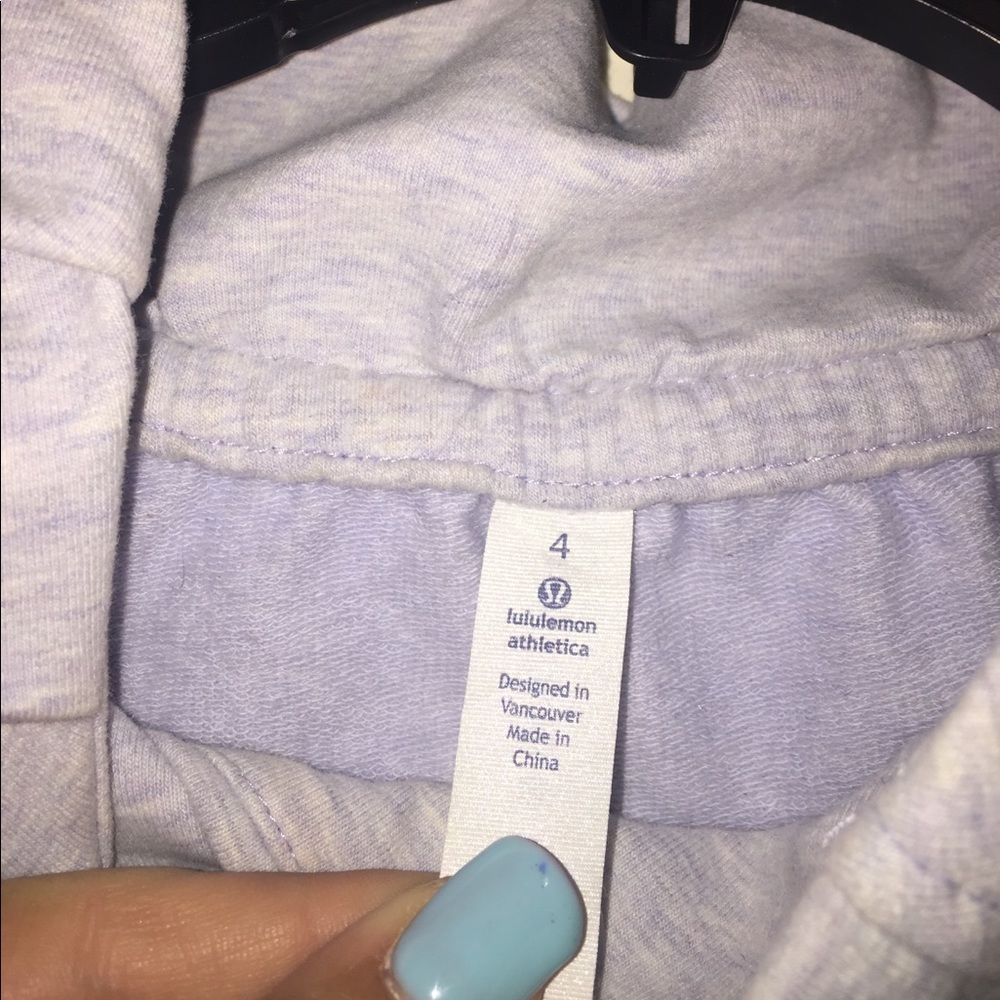 4
lululemon
athletica
Designed in
Vancouver
Made in
China